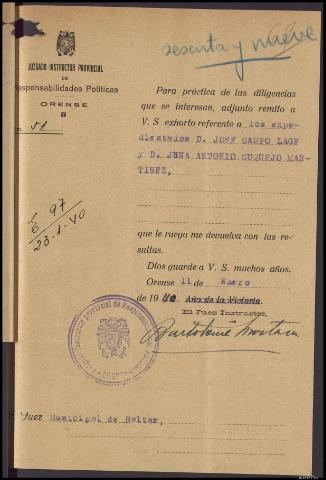 sesenta y nueve
JUZGADO INSTRUCTOR PROVINCIAL
DE
Responsabilidades Políticas
ORENSE
51
E 97
23-1-40
Para práctica de las diligencias
que se interesan, adjunto remito a
V. S exhorto referente a los expe-
dientados D. JOSE CAMPO LAGE
y D. JUNA ANTONIO CUQUEJO MAR-
TINEZ,
que le ruego me devuelva con las re-
sultas.
Dios guarde a V. S. muchos años.
Orense 11 de Enero
de 1940. Año de la Victoria.
El Juez Instructor,
Bartolomé
Juez Municipal de Belter,